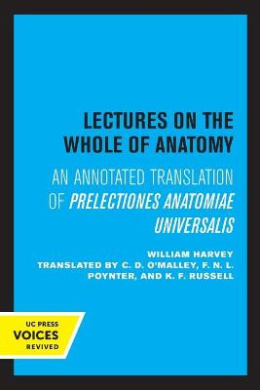 LECTURES ON THE
WHOLE OF ANATOMY
AN ANNOTATED TRANSLATION
OF PRELECTIONES ANATOMIAE
UNIVERSALIS
WILLIAM HARVEY
TRANSLATED BY C. D. O'MALLEY, F. N. L.
POYNTER, AND K. F. RUSSELL
UC PRESS
VOICES
REVIVED